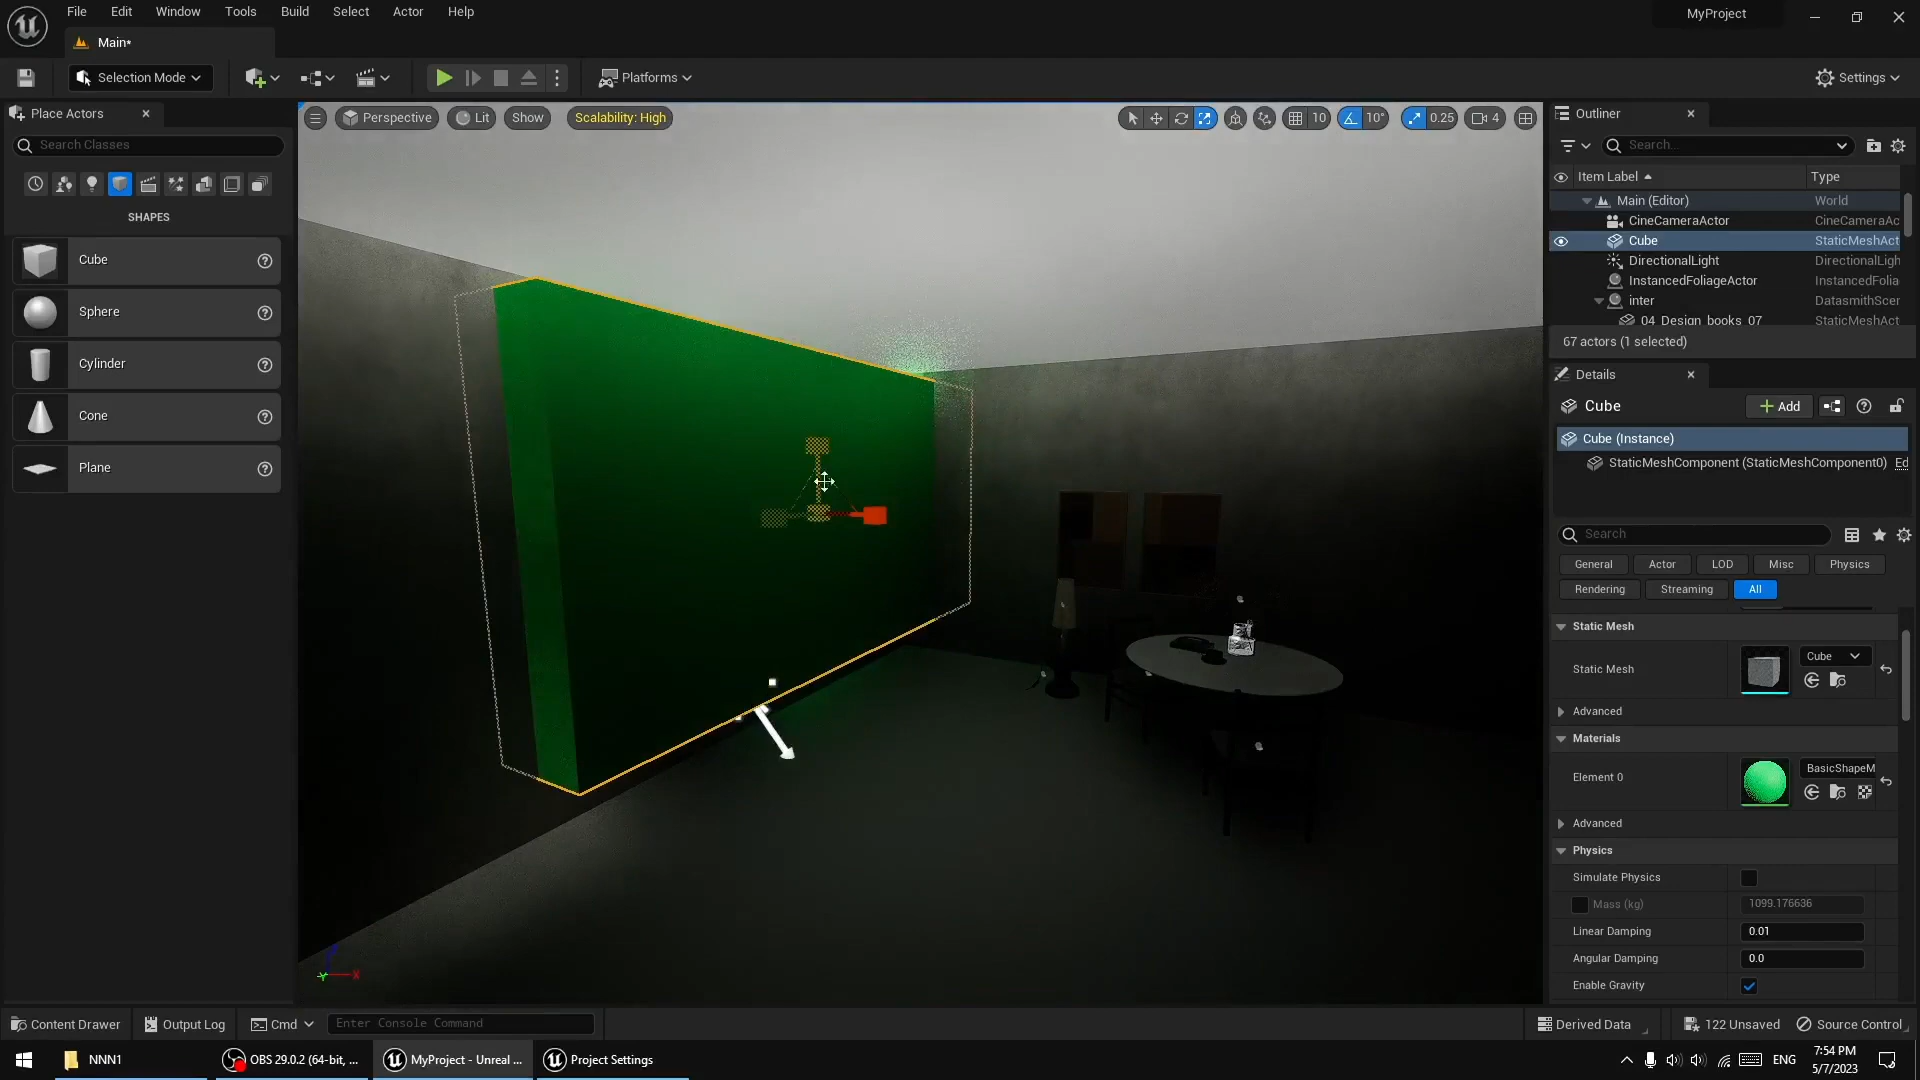 File Edit Window Tools Build Select Actor Help
MyProject
Main*
Selection Mode
Platforms
Settings
Place Actors
Search Classes
SHAPES
Cube
Sphere
Cylinder
Cone
Plane
Perspective
Lit
Show
Scalability: High
10
10°
0.25
4
Outliner
Search...
Item Label
Type
Main (Editor) World
CineCameraActor CineCameraAc
Cube StaticMeshAct
DirectionalLight DirectionalLigh
InstancedFoliageActor InstancedFolia
inter DatasmithScer
04_Design_books_07 StaticMeshAct
67 actors (1 selected)
Details
Cube
Add
Cube (Instance)
StaticMeshComponent (StaticMeshComponent0) Ed
Search
General Actor LOD Misc Physics
Rendering Streaming All
Static Mesh
Static Mesh
Cube
Advanced
Materials
Element 0
BasicShapeM
Advanced
Physics
Simulate Physics
Mass (kg) 1099.176636
Linear Damping 0.01
Angular Damping 0.0
Enable Gravity
Y X
Content Drawer
Output Log
Cmd
Enter Console Command
Derived Data
122 Unsaved
Source Control
NNN1
OBS 29.0.2 (64-bit, ...
MyProject - Unreal ...
Project Settings
ENG
7:54 PM
5/7/2023